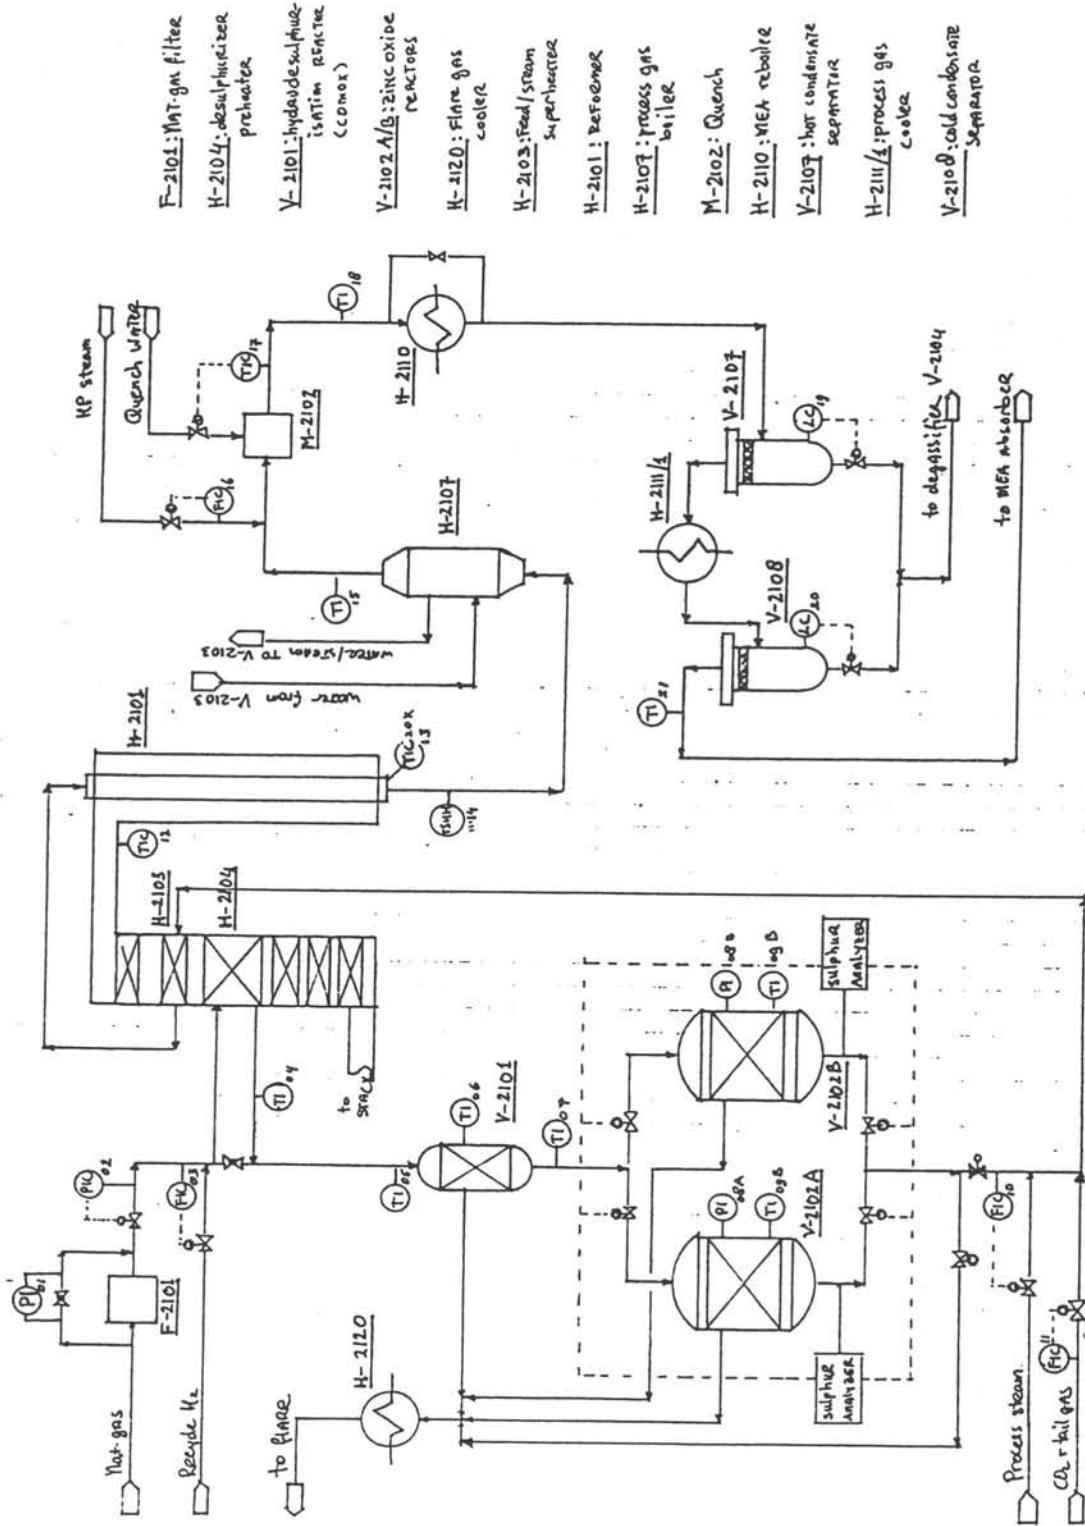 F-2101: NAT.gas filter
H-2104: desulphurizer
preheater
V-2101: hydrodesulphur-
isation REACTOR
(comox)
V-2102 A/B: zinc oxide
reactors
H-2120: Flare gas
cooler
H-2103: Feed/steam
superheater
H-2101: Reformer
H-2107: process gas
boiler
M-2102: Quench
H-2110: MEA reboiler
V-2107: hot condensate
separator
H-2111/1: process gas
cooler
V-2108: cold condensate
separator
HP steam
Quench WATER
TIC 17
FIC 16
M-2102
TI 18
H-2110
TI 15
H-2107
water/steam TO V-2103
water from V-2103
V-2107
LC 19
H-2111/1
V-2108
LC 20
TI 21
to degassifier V-2104
to MEA absorber
H-2101
TIC 20X 13
TSHH 11-14
TIC 12
H-2103
H-2104
TI 04
to
STACK
PI 01
F-2101
Nat.gas
PIC 02
FIC 03
Recycle H2
TI 05
TI 06
V-2101
TI 07
H-2120
to FLARE
PI 08A
TI 09B
V-2102A
PI 08B
TI 09B
V-2102B
sulphur
ANALYZER
sulphur
ANALYZER
FIC 10
Process steam
FIC 11
CO2 + tail gas